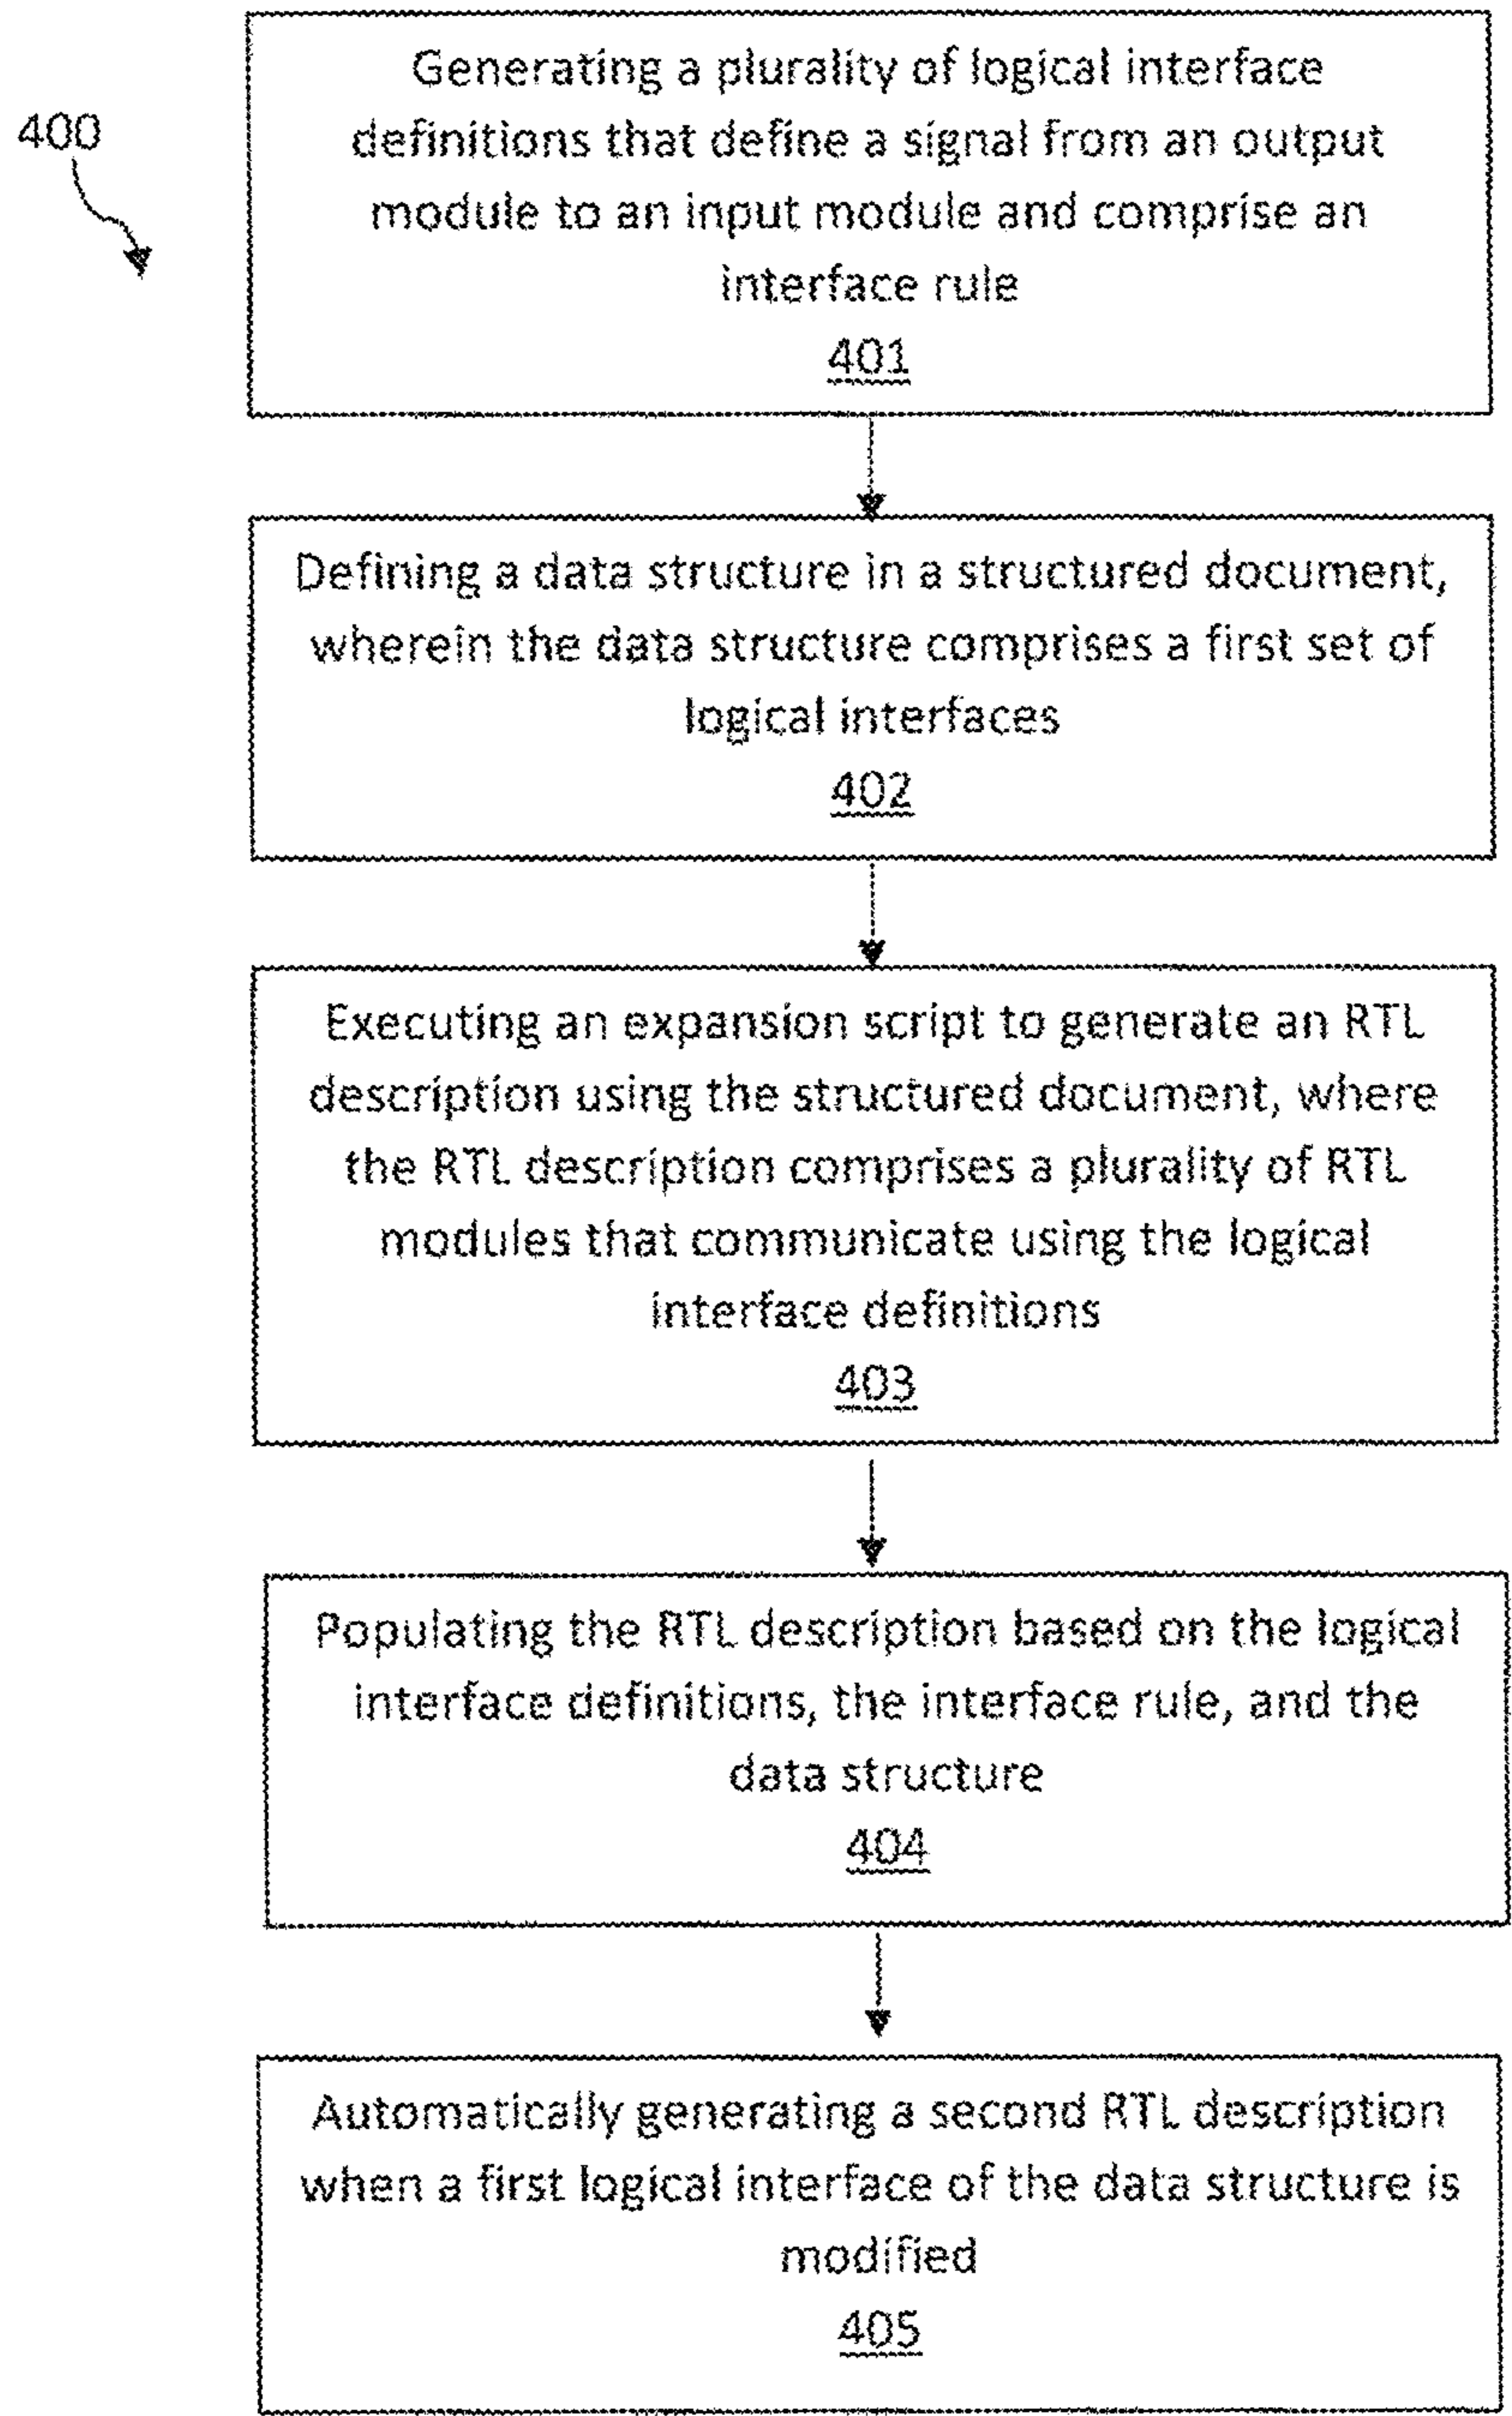 400
Generating a plurality of logical interface
definitions that define a signal from an output
module to an input module and comprise an
interface rule
401
Defining a data structure in a structured document,
wherein the data structure comprises a first set of
logical interfaces
402
Executing an expansion script to generate an RTL
description using the structured document, where
the RTL description comprises a plurality of RTL
modules that communicate using the logical
interface definitions
403
Populating the RTL description based on the logical
interface definitions, the interface rule, and the
data structure
404
Automatically generating a second RTL description
when a first logical interface of the data structure is
modified
405